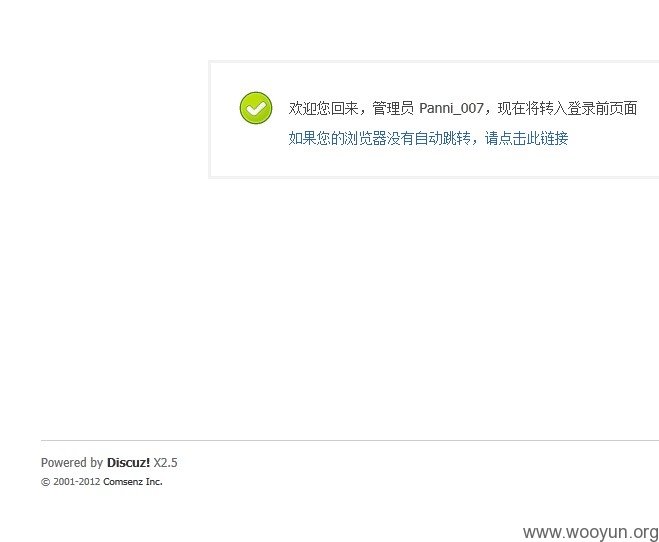 欢迎您回来，管理员 Panni_007，现在将转入登录前页面
如果您的浏览器没有自动跳转，请点击此链接
Powered by Discuz! X2.5
© 2001-2012 Comsenz Inc.
www.wooyun.org